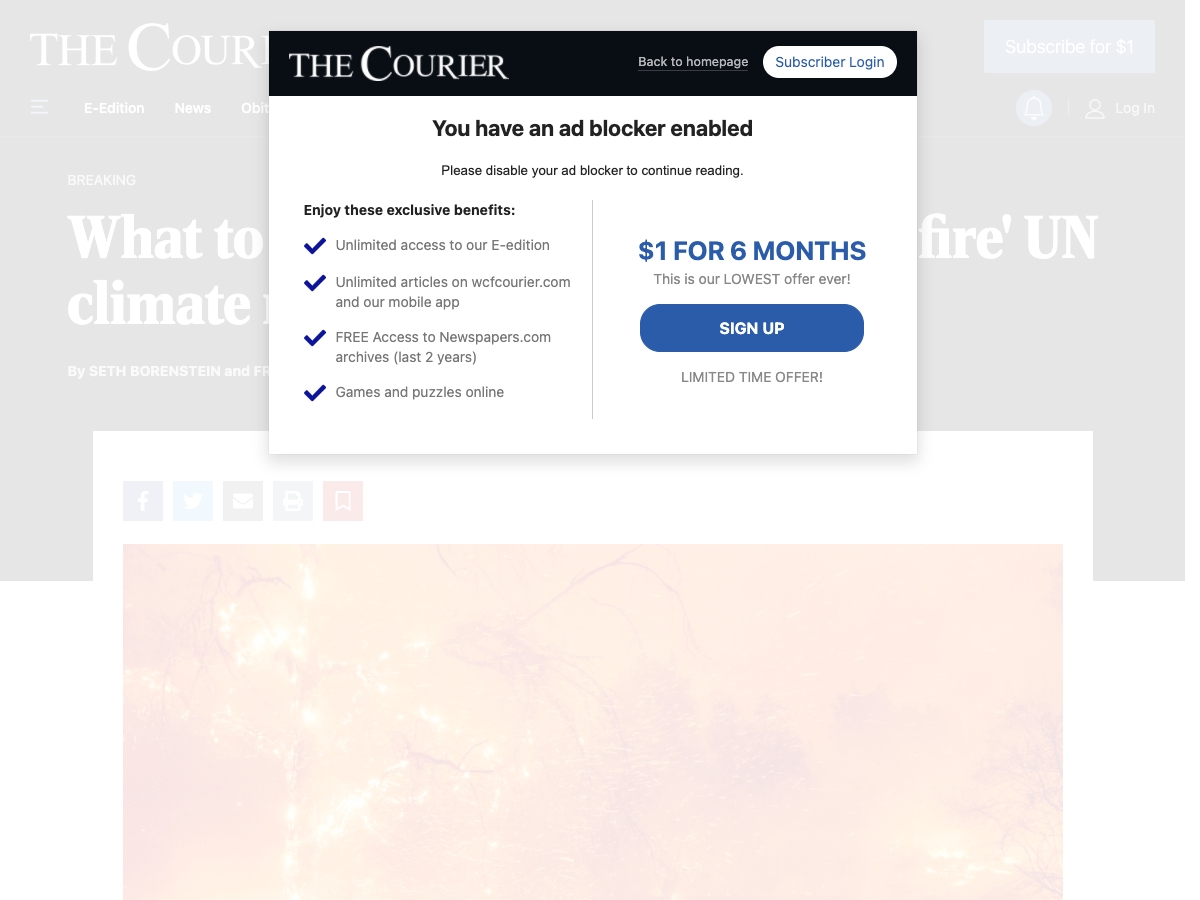 THE COURI
Subscribe for $1
E-Edition
News
Obit
Log In
THE COURIER
Back to homepage
Subscriber Login
You have an ad blocker enabled
Please disable your ad blocker to continue reading.
Enjoy these exclusive benefits:
Unlimited access to our E-edition
Unlimited articles on wcfcourier.com
and our mobile app
FREE Access to Newspapers.com
archives (last 2 years)
Games and puzzles online
$1 FOR 6 MONTHS
This is our LOWEST offer ever!
SIGN UP
LIMITED TIME OFFER!
BREAKING
What to fire' UN
climate
By SETH BORENSTEIN and FR